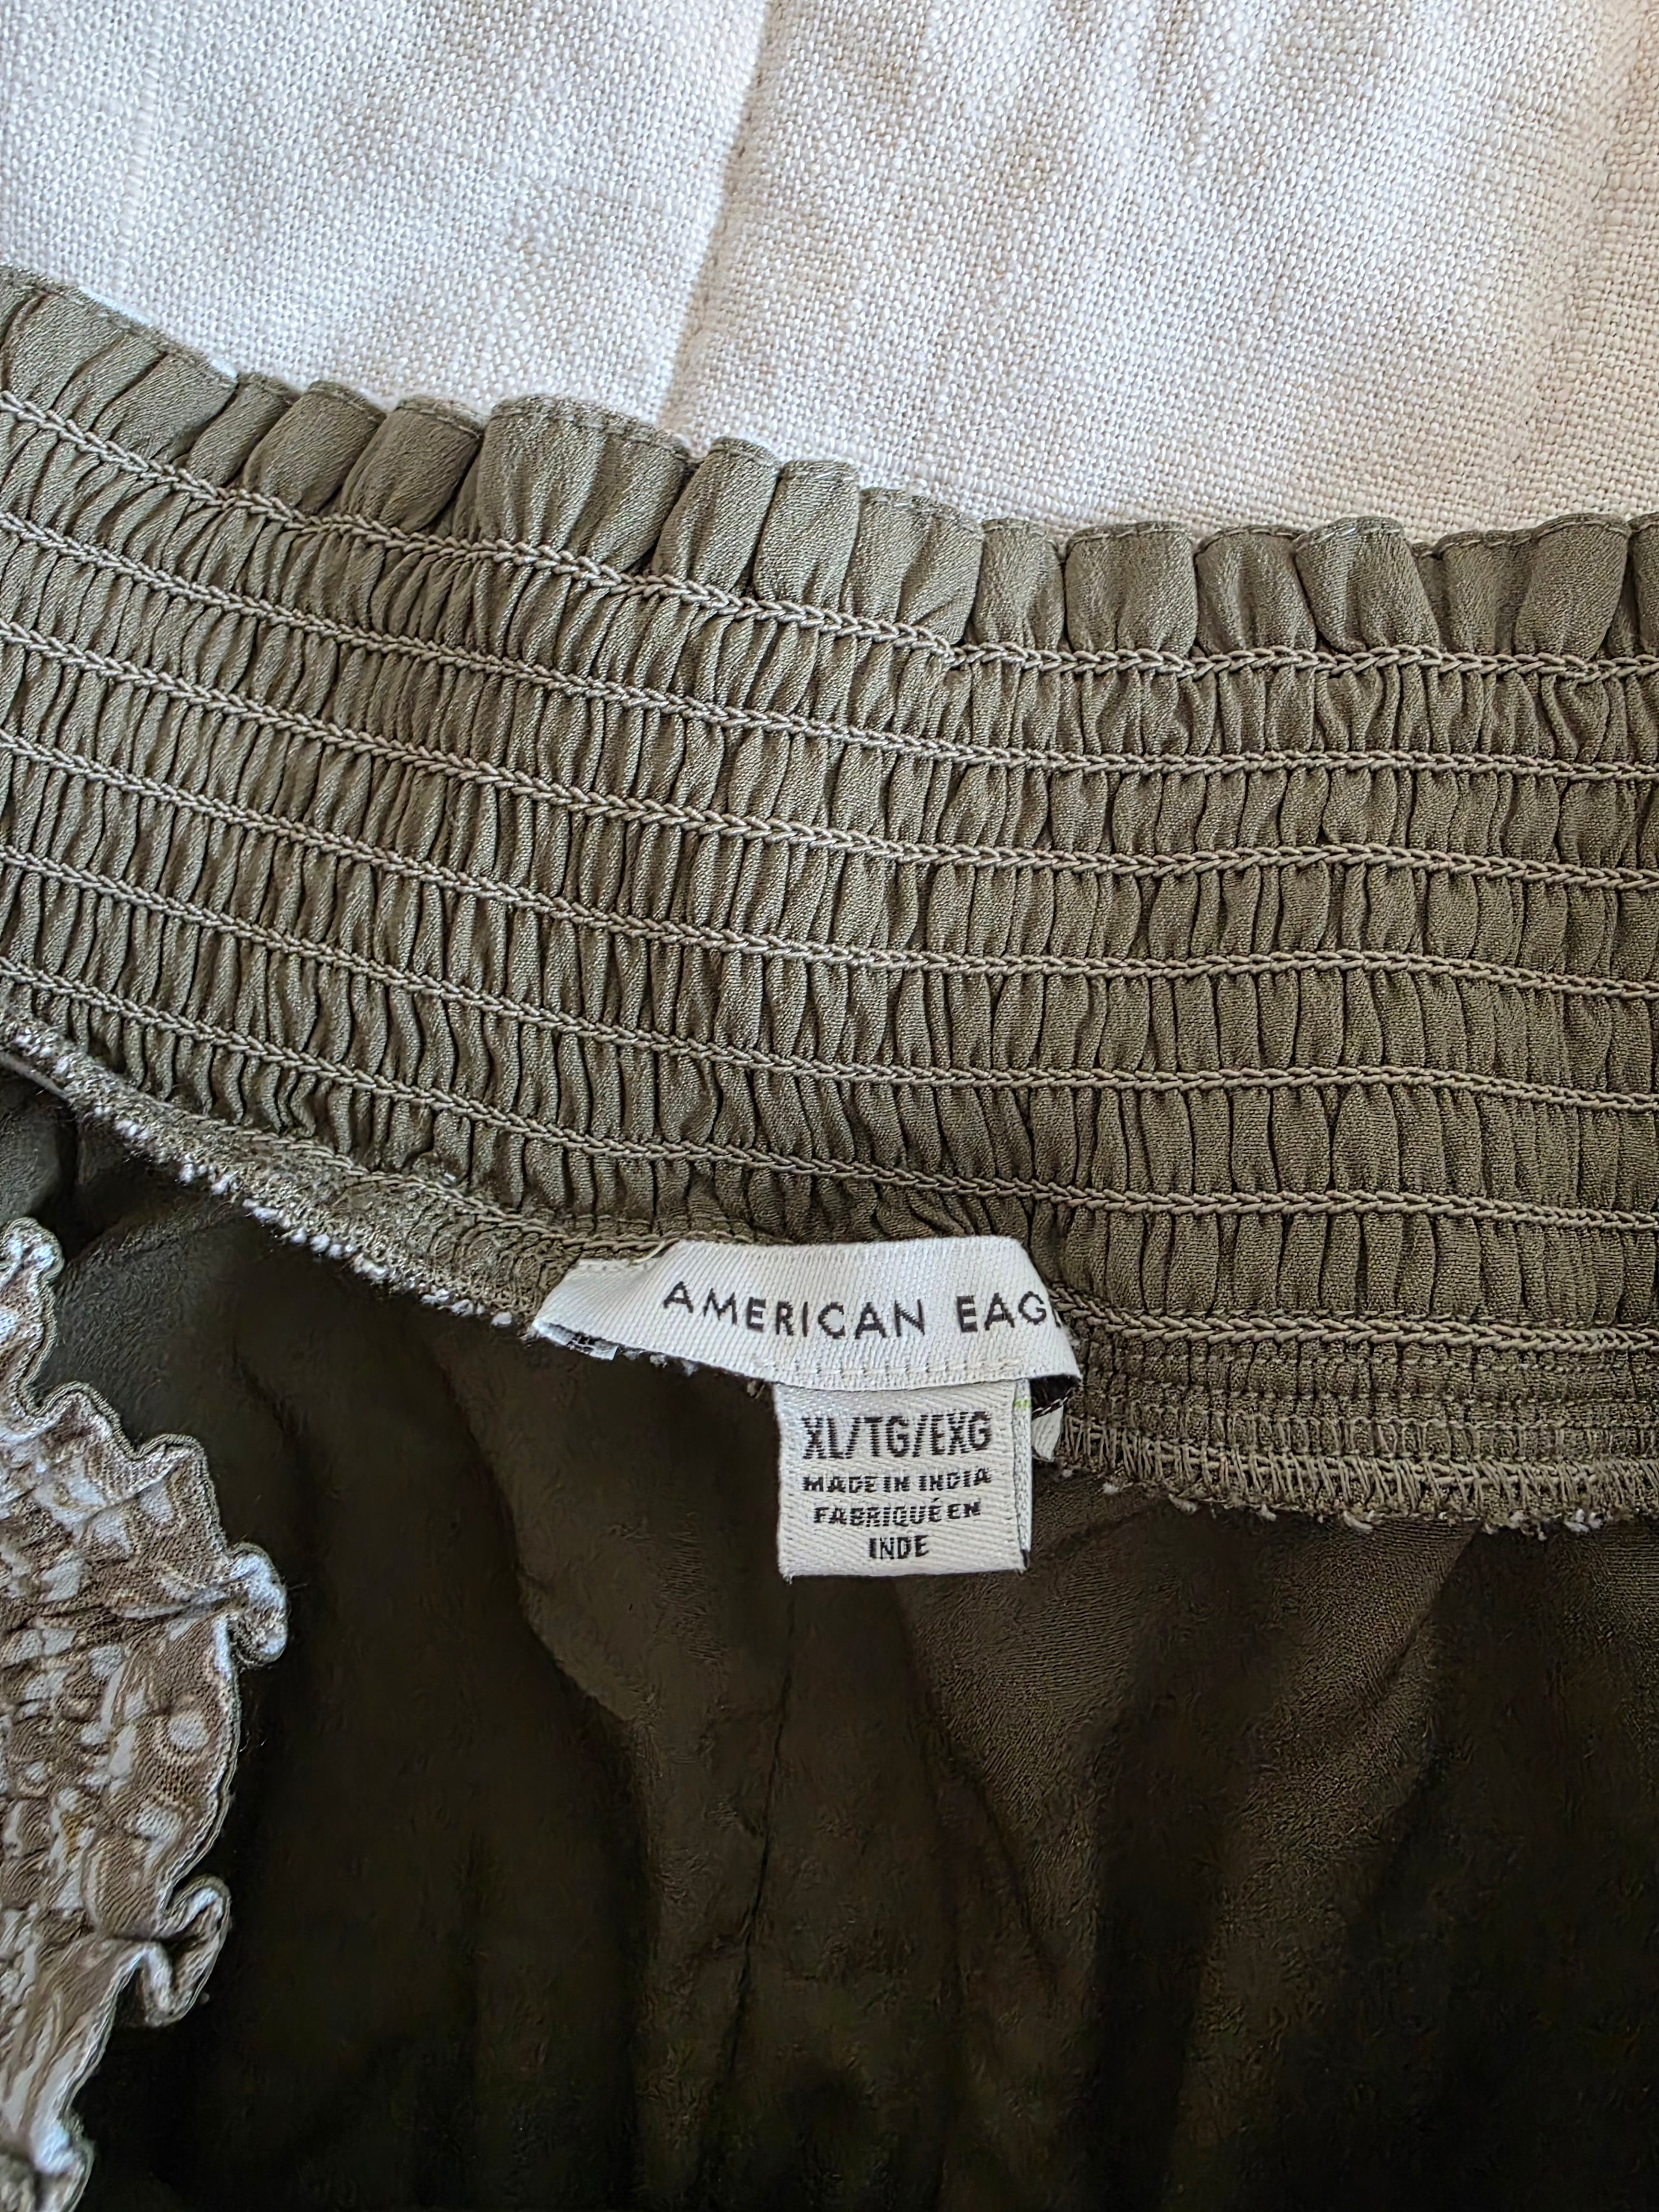 AMERICAN EAG
XL/TG/EXG
MADE IN INDIA
FABRIQUÉ EN
INDE